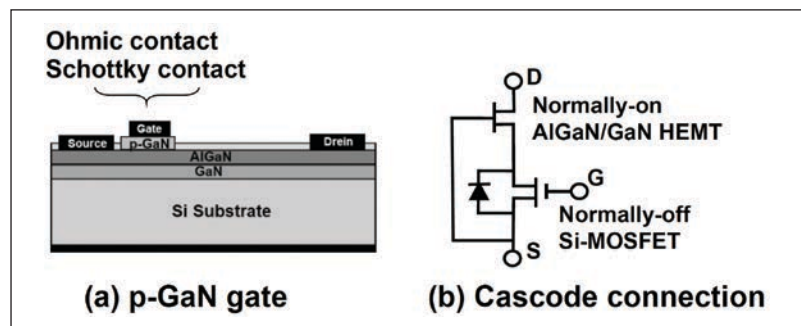 Ohmic contact
Schottky contact
Gate
Source
p-GaN
Drein
AlGaN
GaN
Si Substrate
(a) p-GaN gate
D
Normally-on
AlGaN/GaN HEMT
G
Normally-off
Si-MOSFET
S
(b) Cascode connection